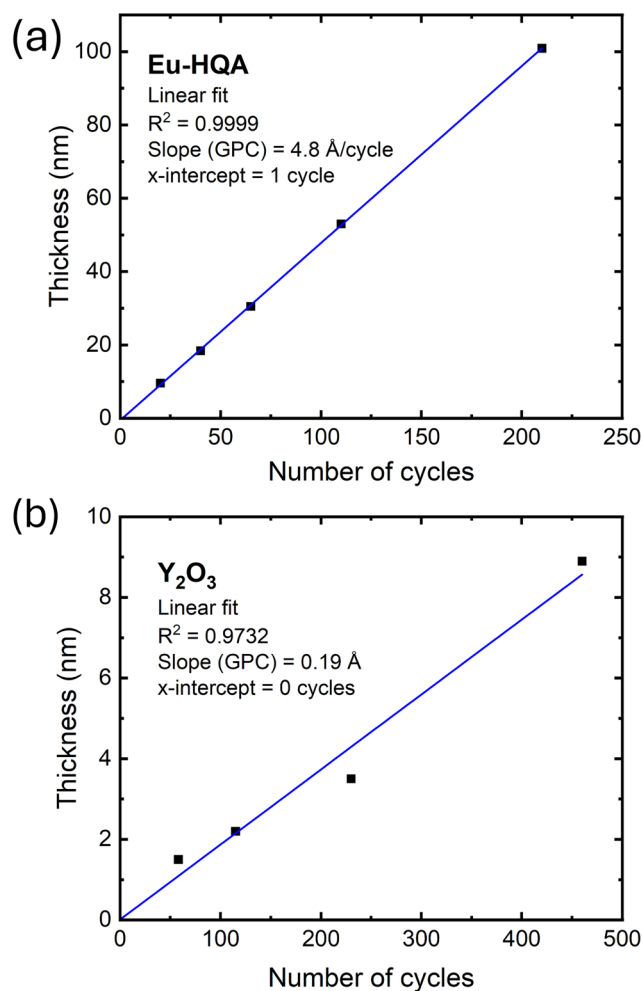 (a)
Eu-HQA
Linear fit
R² = 0.9999
Slope (GPC) = 4.8 Å/cycle
x-intercept = 1 cycle
Thickness (nm)
100
80
60
40
20
0
0 50 100 150 200 250
Number of cycles
(b)
Y₂O₃
Linear fit
R² = 0.9732
Slope (GPC) = 0.19 Å
x-intercept = 0 cycles
Thickness (nm)
10
8
6
4
2
0
0 100 200 300 400 500
Number of cycles